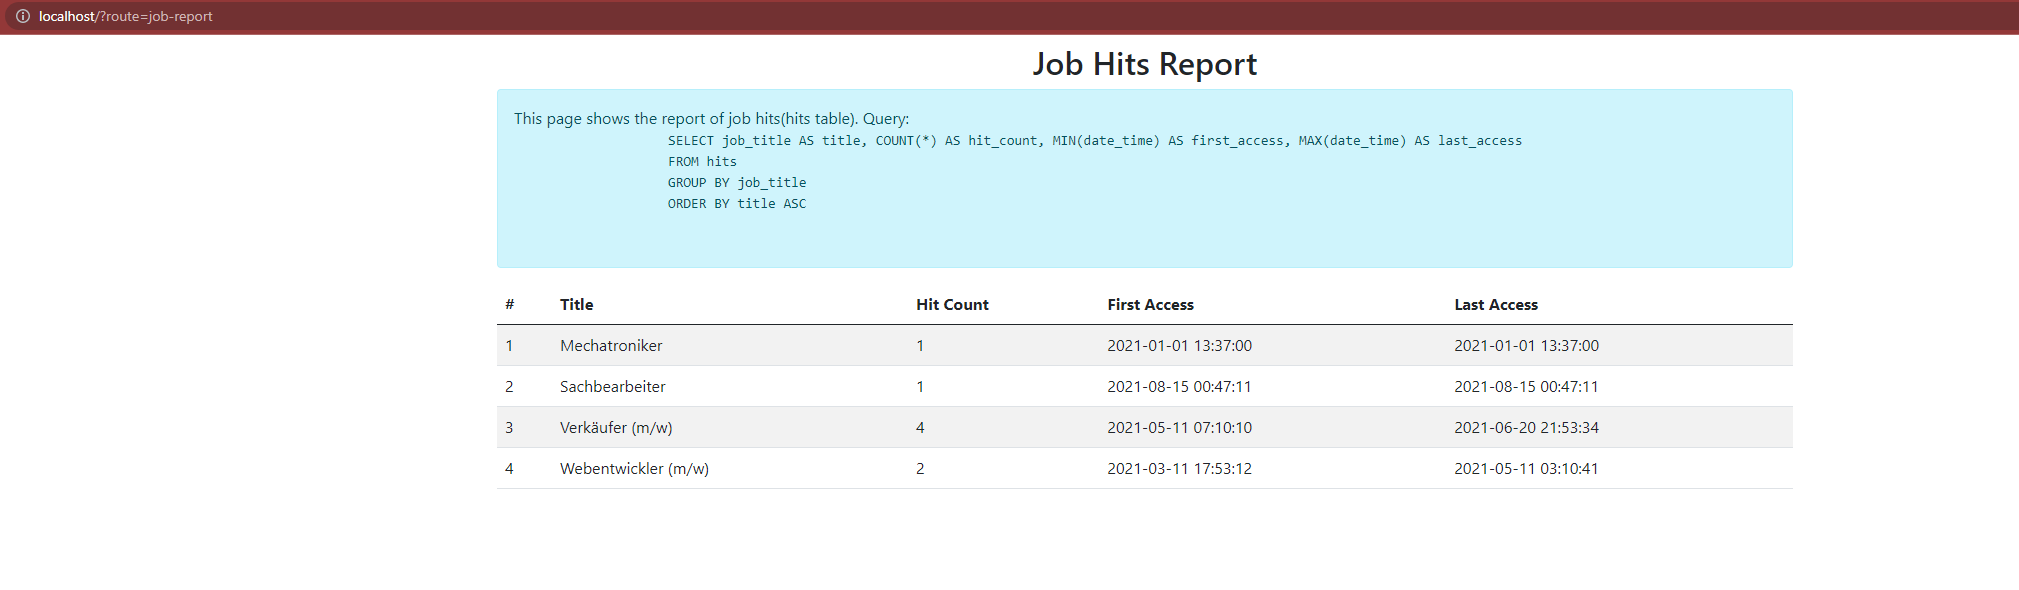 localhost/?route=job-report
Job Hits Report
This page shows the report of job hits(hits table). Query:
SELECT job_title AS title, COUNT(*) AS hit_count, MIN(date_time) AS first_access, MAX(date_time) AS last_access
FROM hits
GROUP BY job_title
ORDER BY title ASC
# Title Hit Count First Access Last Access
1 Mechatroniker 1 2021-01-01 13:37:00 2021-01-01 13:37:00
2 Sachbearbeiter 1 2021-08-15 00:47:11 2021-08-15 00:47:11
3 Verkäufer (m/w) 4 2021-05-11 07:10:10 2021-06-20 21:53:34
4 Webentwickler (m/w) 2 2021-03-11 17:53:12 2021-05-11 03:10:41